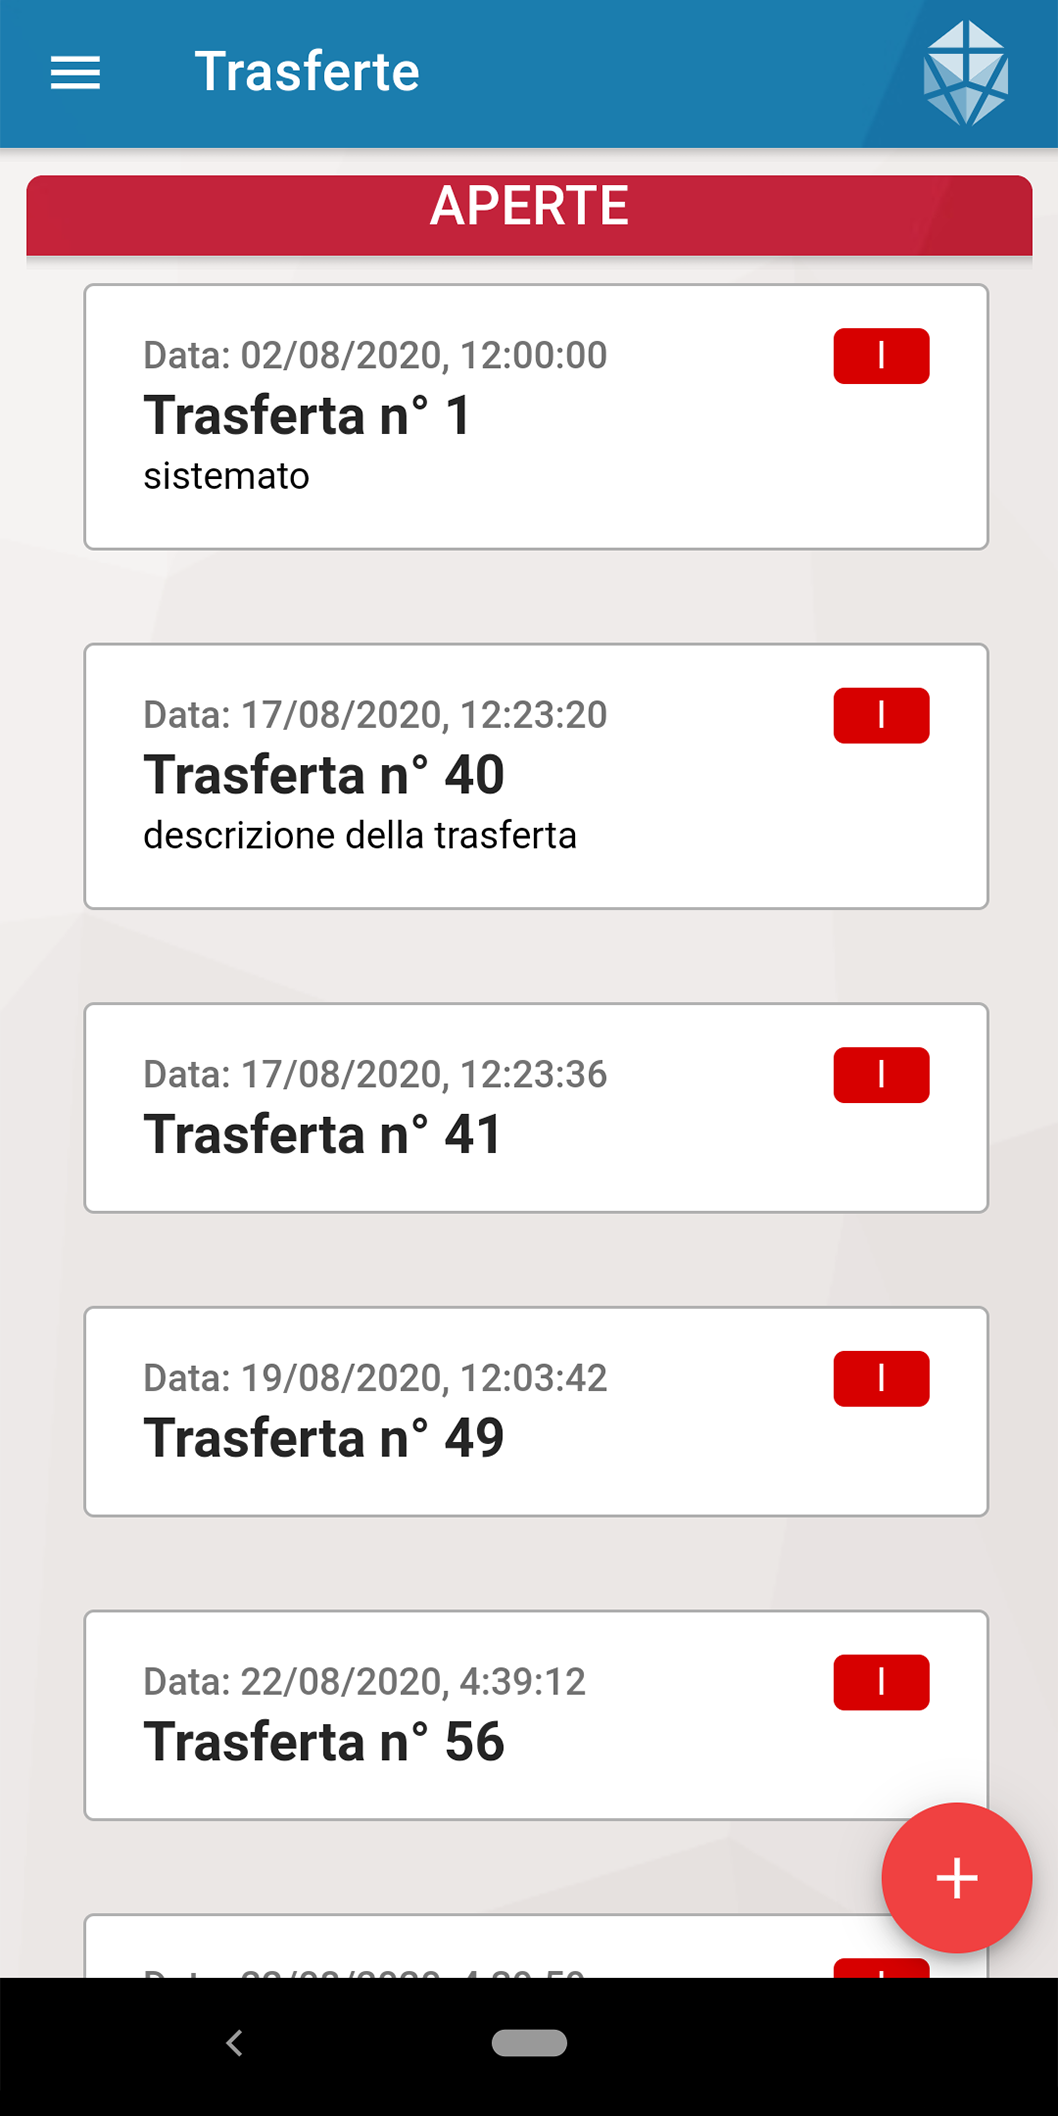 Trasferte
APERTE
Data: 02/08/2020, 12:00:00
I
Trasferta n° 1
sistemato
Data: 17/08/2020, 12:23:20
I
Trasferta n° 40
descrizione della trasferta
Data: 17/08/2020, 12:23:36
I
Trasferta n° 41
Data: 19/08/2020, 12:03:42
I
Trasferta n° 49
Data: 22/08/2020, 4:39:12
I
Trasferta n° 56